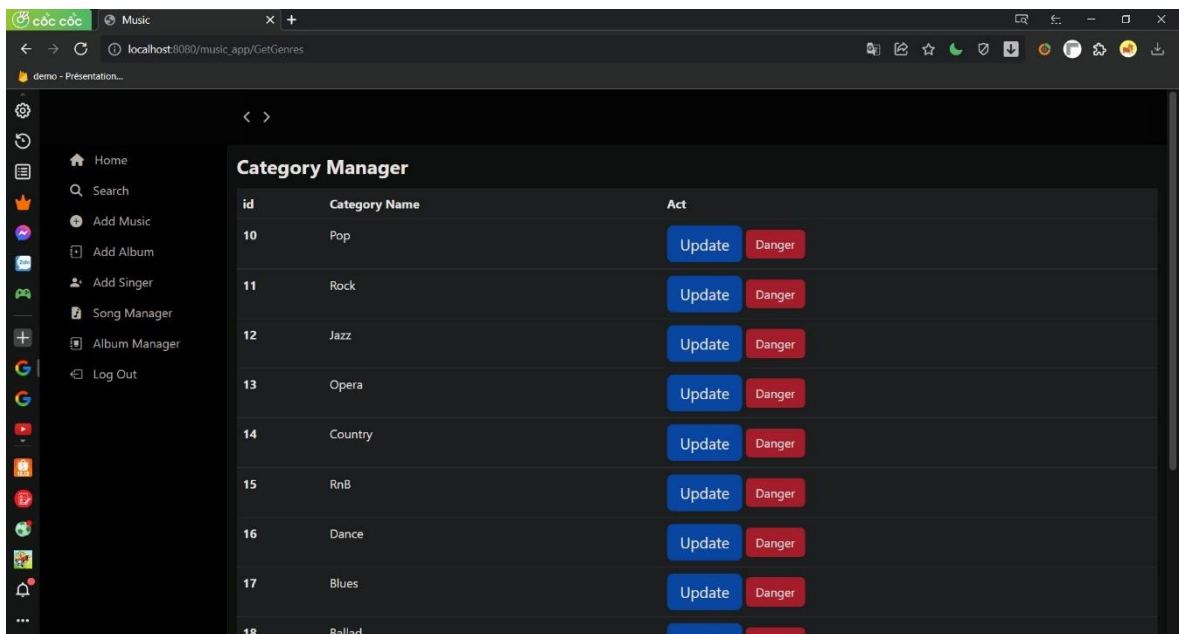 cốc cốc Music
localhost:8080/music_app/GetGenres
demo - Présentation...
Home
Search
Add Music
Add Album
Add Singer
Song Manager
Album Manager
Log Out
Category Manager
id Category Name Act
10 Pop Update Danger
11 Rock Update Danger
12 Jazz Update Danger
13 Opera Update Danger
14 Country Update Danger
15 RnB Update Danger
16 Dance Update Danger
17 Blues Update Danger
18 Ballad